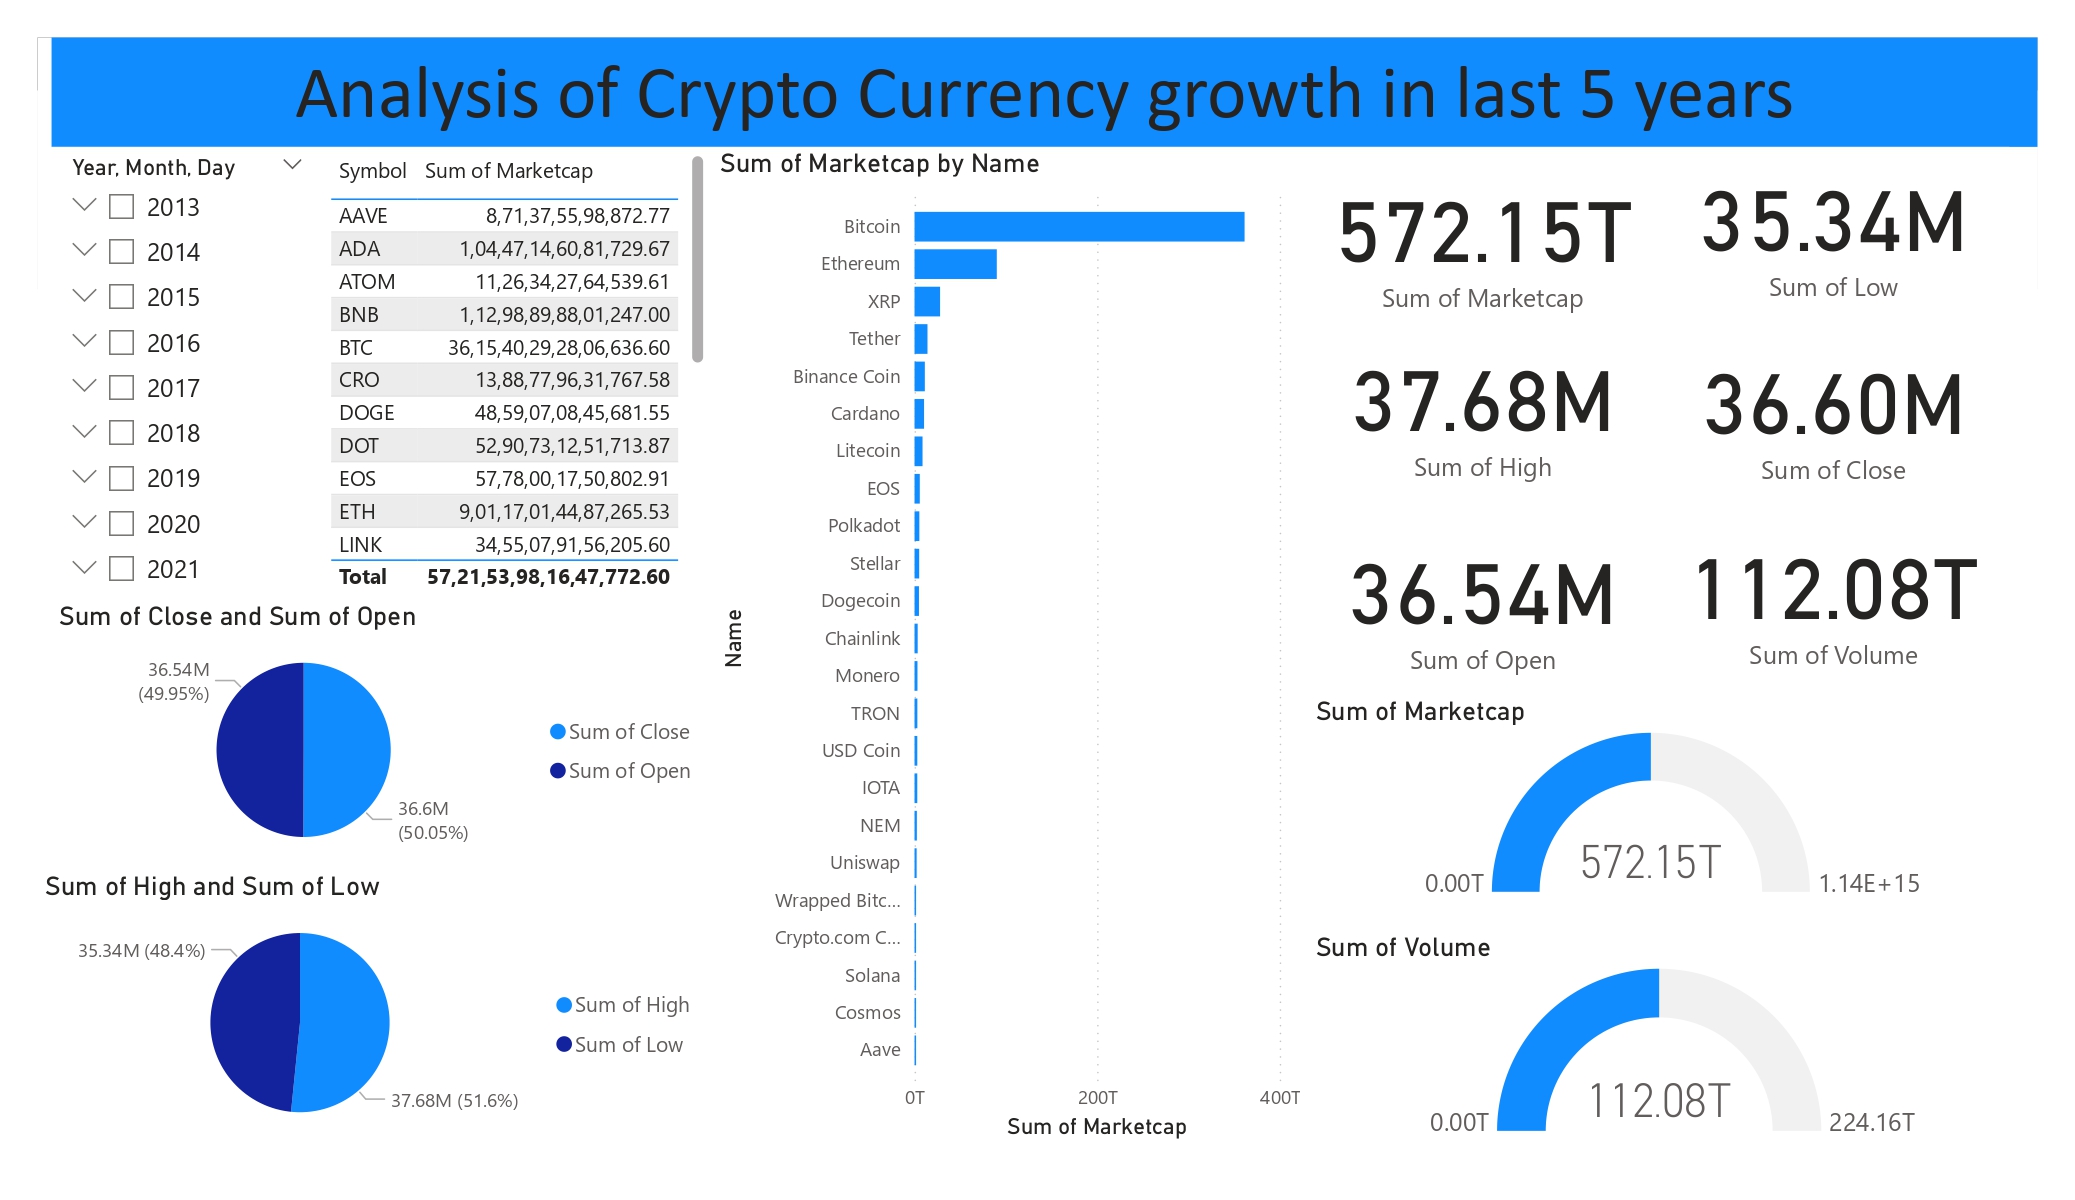 Analysis of Crypto Currency growth in last 5 years
Year, Month, Day
2013
2014
2015
2016
2017
2018
2019
2020
2021
Symbol Sum of Marketcap
AAVE 8,71,37,55,98,872.77
ADA 1,04,47,14,60,81,729.67
ATOM 11,26,34,27,64,539.61
BNB 1,12,98,89,88,01,247.00
BTC 36,15,40,29,28,06,636.60
CRO 13,88,77,96,31,767.58
DOGE 48,59,07,08,45,681.55
DOT 52,90,73,12,51,713.87
EOS 57,78,00,17,50,802.91
ETH 9,01,17,01,44,87,265.53
LINK 34,55,07,91,56,205.60
Total 57,21,53,98,16,47,772.60
Sum of Close and Sum of Open
36.54M
(49.95%)
36.6M
(50.05%)
Sum of Close
Sum of Open
Sum of High and Sum of Low
35.34M (48.4%)
37.68M (51.6%)
Sum of High
Sum of Low
Sum of Marketcap by Name
Name
Bitcoin
Ethereum
XRP
Tether
Binance Coin
Cardano
Litecoin
EOS
Polkadot
Stellar
Dogecoin
Chainlink
Monero
TRON
USD Coin
IOTA
NEM
Uniswap
Wrapped Bitc...
Crypto.com C...
Solana
Cosmos
Aave
0T 200T 400T
Sum of Marketcap
572.15T
Sum of Marketcap
35.34M
Sum of Low
37.68M
Sum of High
36.60M
Sum of Close
36.54M
Sum of Open
112.08T
Sum of Volume
Sum of Marketcap
572.15T
0.00T 1.14E+15
Sum of Volume
112.08T
0.00T 224.16T